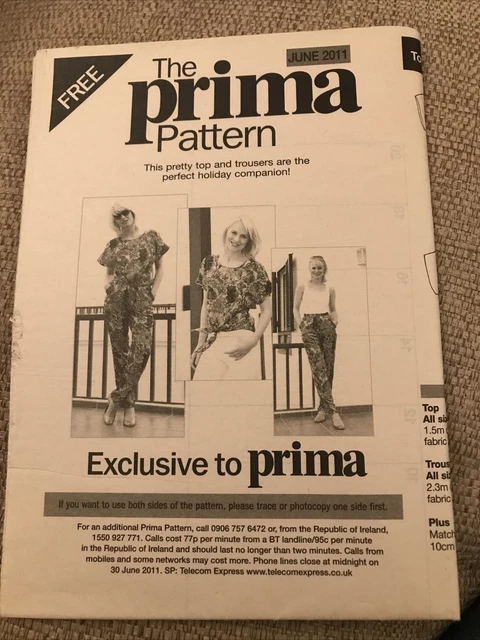 FREE
JUNE 2011
The
prima
Pattern
This pretty top and trousers are the
perfect holiday companion!
Exclusive to prima
If you want to use both sides of the pattern, please trace or photocopy one side first.
For an additional Prima Pattern, call 0906 757 6472 or, from the Republic of Ireland,
1550 927 771. Calls cost 77p per minute from a BT landline/95c per minute
in the Republic of Ireland and should last no longer than two minutes. Calls from
mobiles and some networks may cost more. Phone lines close at midnight on
30 June 2011. SP: Telecom Express www.telecomexpress.co.uk
To
Top
All si
1.5m
fabric
Trous
All si
2.3m
fabric
Plus
Match
10cm